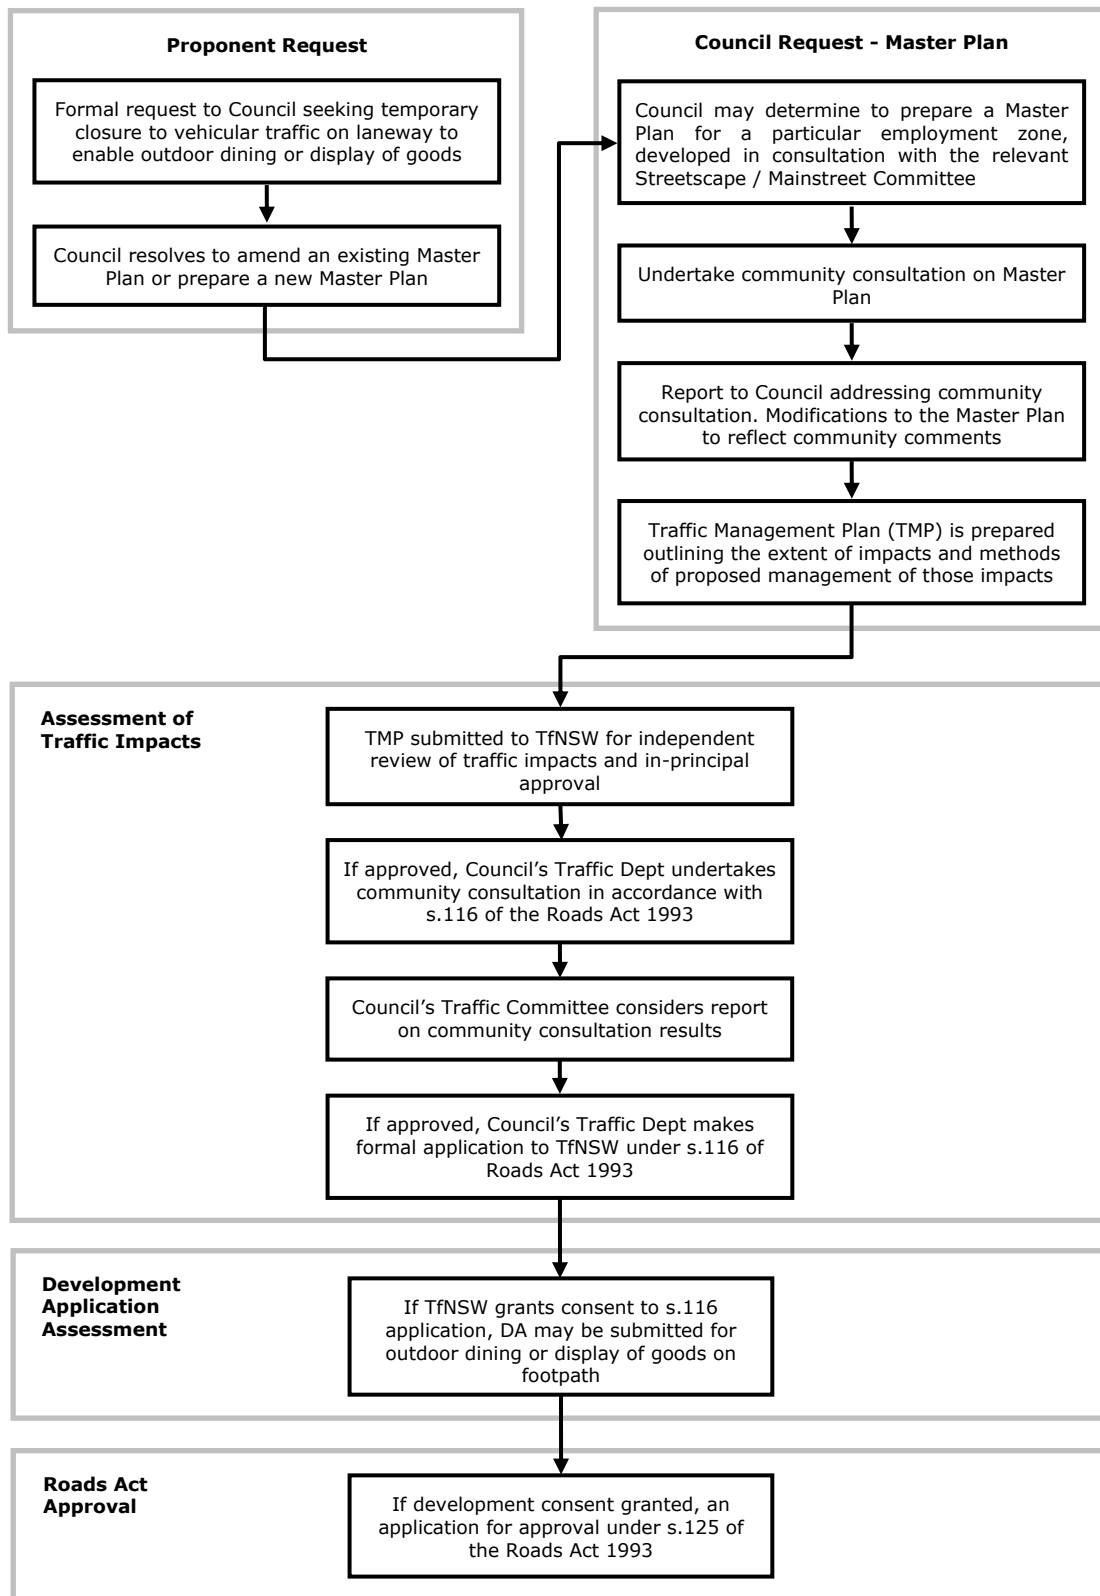 Proponent Request
Formal request to Council seeking temporary
closure to vehicular traffic on laneway to
enable outdoor dining or display of goods
Council resolves to amend an existing Master
Plan or prepare a new Master Plan
Council Request - Master Plan
Council may determine to prepare a Master
Plan for a particular employment zone,
developed in consultation with the relevant
Streetscape / Mainstreet Committee
Undertake community consultation on Master
Plan
Report to Council addressing community
consultation. Modifications to the Master Plan
to reflect community comments
Traffic Management Plan (TMP) is prepared
outlining the extent of impacts and methods
of proposed management of those impacts
Assessment of
Traffic Impacts
TMP submitted to TfNSW for independent
review of traffic impacts and in-principal
approval
If approved, Council’s Traffic Dept undertakes
community consultation in accordance with
s.116 of the Roads Act 1993
Council’s Traffic Committee considers report
on community consultation results
If approved, Council’s Traffic Dept makes
formal application to TfNSW under s.116 of
Roads Act 1993
Development
Application
Assessment
If TfNSW grants consent to s.116
application, DA may be submitted for
outdoor dining or display of goods on
footpath
Roads Act
Approval
If development consent granted, an
application for approval under s.125 of
the Roads Act 1993